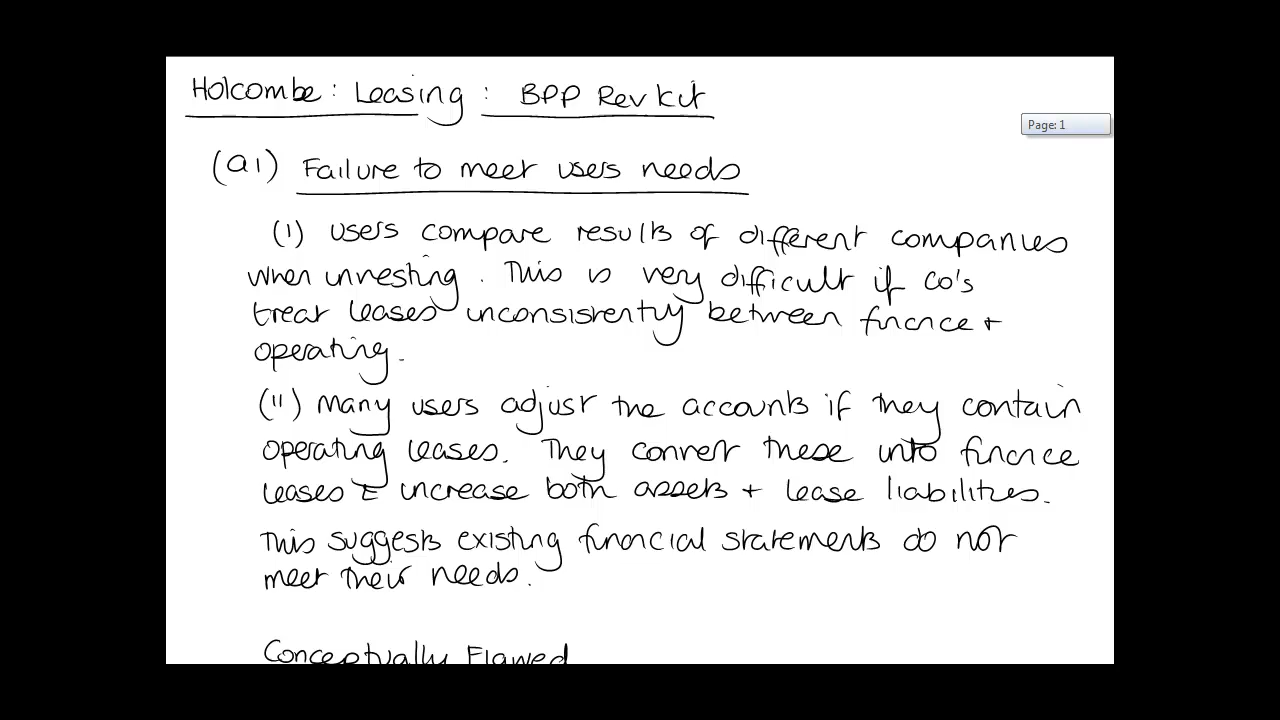 Holcombe : Leasing : BPP Rev Kit
Page: 1
(a1) Failure to meet users needs
(i) users compare results of different companies
when investing. This is very difficult if co's
treat leases inconsistently between finance +
operating.
(ii) Many users adjust the accounts if they contain
operating leases. They convert these into finance
leases & increase both assets + lease liabilities.
This suggests existing financial statements do not
meet their needs.
Conceptually Flawed